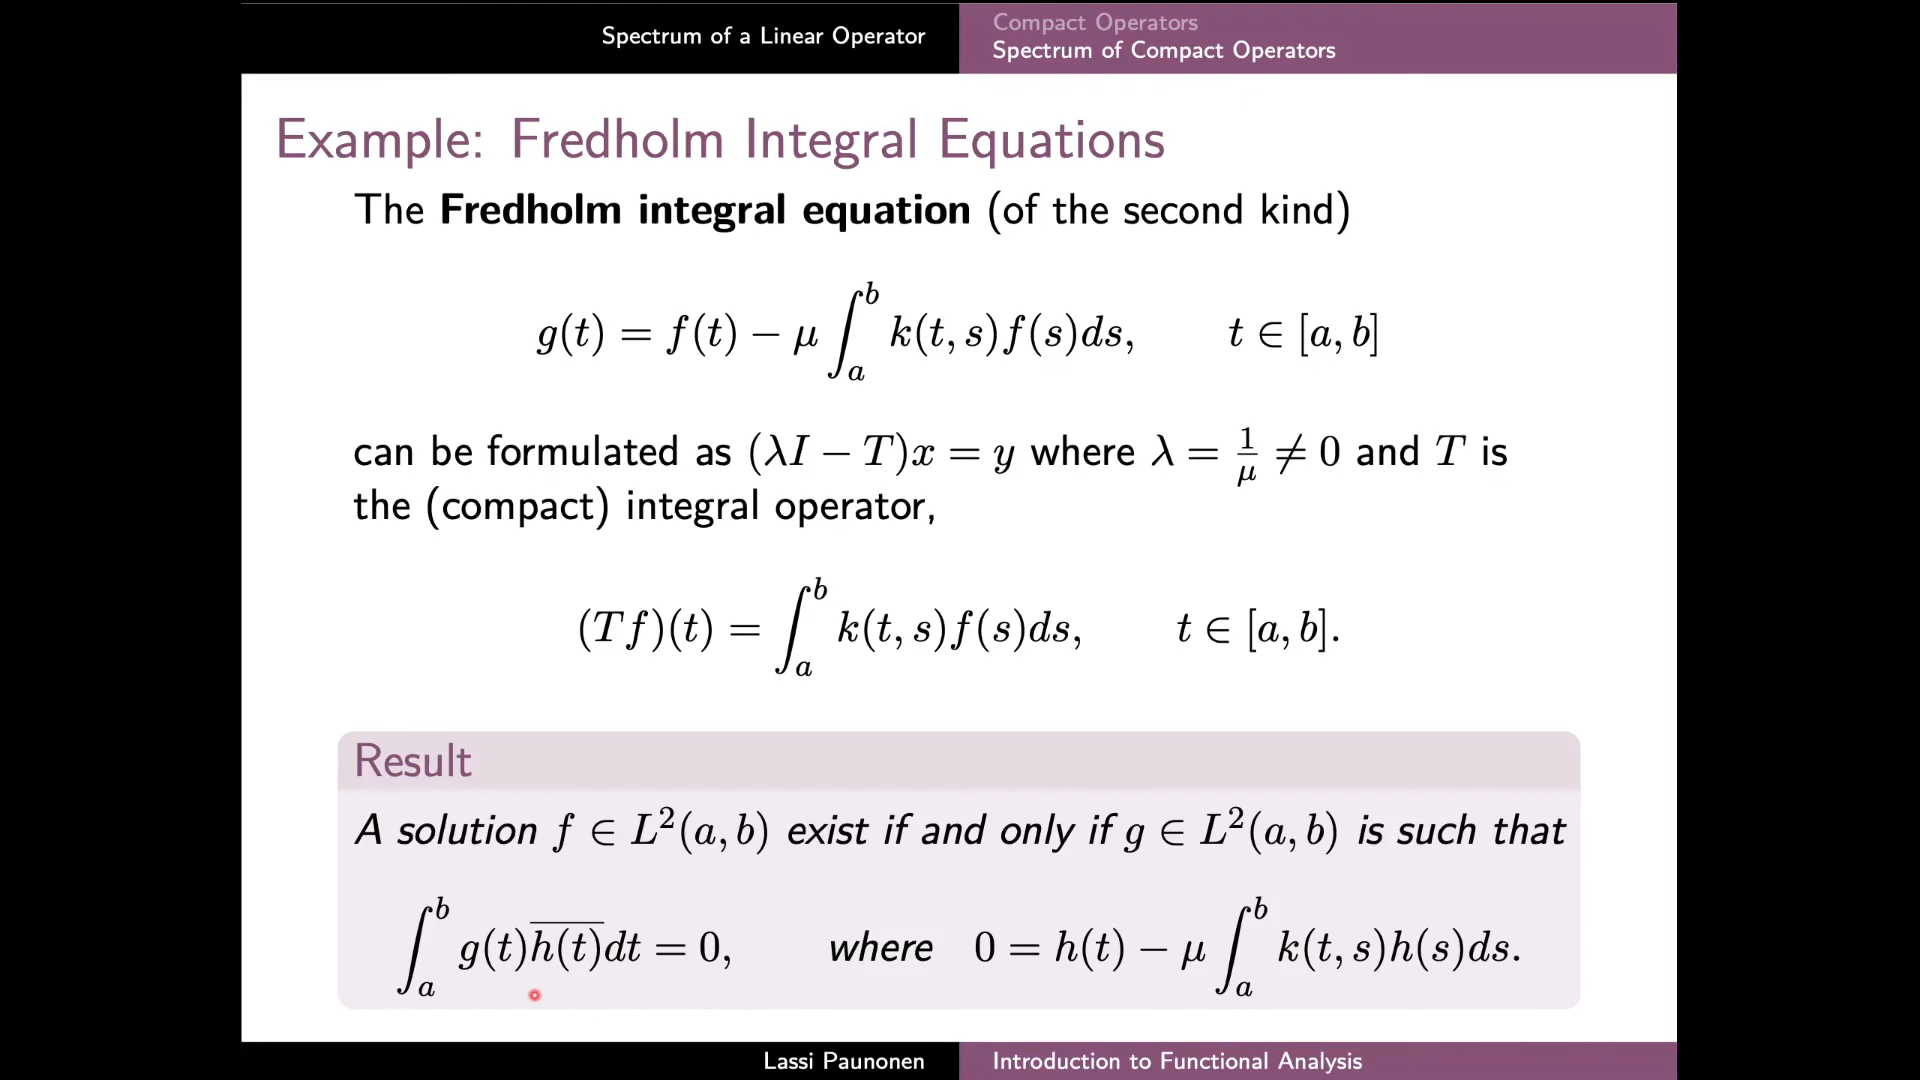 Spectrum of a Linear Operator
Compact Operators
Spectrum of Compact Operators
Example: Fredholm Integral Equations
The Fredholm integral equation (of the second kind)
g(t) = f(t) − μ ∫_a^b k(t, s)f(s)ds, t ∈ [a, b]
can be formulated as (λI − T)x = y where λ = 1/μ ≠ 0 and T is
the (compact) integral operator,
(Tf)(t) = ∫_a^b k(t, s)f(s)ds, t ∈ [a, b].
Result
A solution f ∈ L²(a, b) exist if and only if g ∈ L²(a, b) is such that
∫_a^b g(t)h̅(̅t̅)̅dt = 0, where 0 = h(t) − μ ∫_a^b k(t, s)h(s)ds.
Lassi Paunonen
Introduction to Functional Analysis